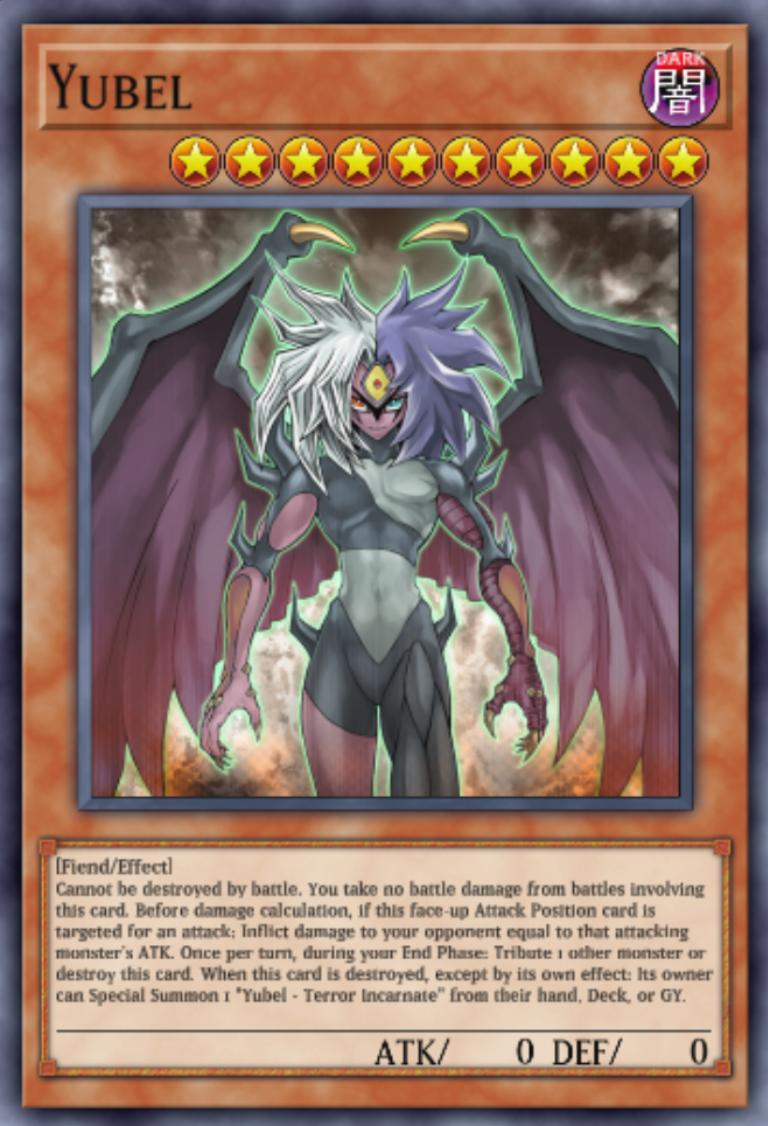 YUBEL
DARK
闇
[Fiend/Effect]
Cannot be destroyed by battle. You take no battle damage from battles involving
this card. Before damage calculation, if this face-up Attack Position card is
targeted for an attack: Inflict damage to your opponent equal to that attacking
monster's ATK. Once per turn, during your End Phase: Tribute 1 other monster or
destroy this card. When this card is destroyed, except by its own effect: Its owner
can Special Summon 1 "Yubel - Terror Incarnate" from their hand, Deck, or GY.
ATK/ 0 DEF/ 0